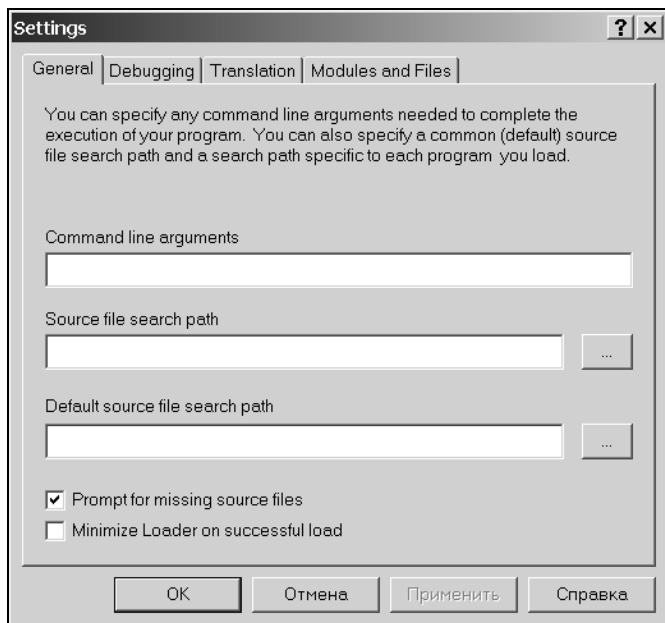 Settings
General Debugging Translation Modules and Files
You can specify any command line arguments needed to complete the
execution of your program. You can also specify a common (default) source
file search path and a search path specific to each program you load.
Command line arguments
Source file search path
...
Default source file search path
...
Prompt for missing source files
Minimize Loader on successful load
OK Отмена Применить Справка